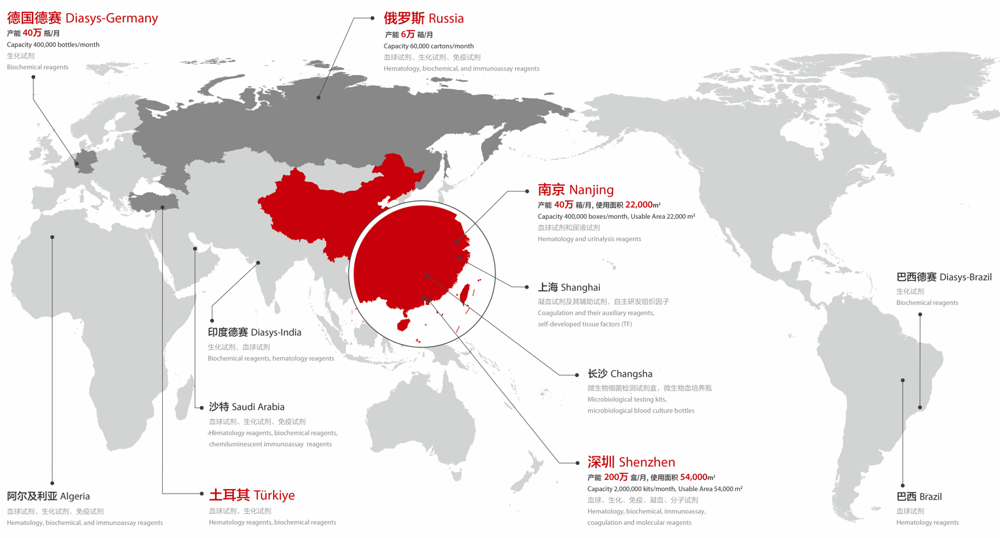 德国德赛 Diasys-Germany
产能 40万 瓶/月
Capacity 400,000 bottles/month
生化试剂
Biochemical reagents
俄罗斯 Russia
产能 6万 箱/月
Capacity 60,000 cartons/month
血球试剂、生化试剂、免疫试剂
Hematology, biochemical, and immunoassay reagents
南京 Nanjing
产能 40万 箱/月, 使用面积 22,000m²
Capacity 400,000 boxes/month, Usable Area 22,000 m²
血球试剂和尿液试剂
Hematology and urinalysis reagents
上海 Shanghai
凝血试剂及其辅助试剂，自主研发组织因子
Coagulation and their auxiliary reagents,
self-developed tissue factors (TF)
巴西德赛 Diasys-Brazil
生化试剂
Biochemical reagents
印度德赛 Diasys-India
生化试剂、血球试剂
Biochemical reagents, hematology reagents
长沙 Changsha
微生物细菌检测试剂盒，微生物血培养瓶
Microbiological testing kits,
microbiological blood culture bottles
沙特 Saudi Arabia
血球试剂、生化试剂、免疫试剂
Hematology reagents, biochemical reagents,
chemiluminescent immunoassay reagents
深圳 Shenzhen
产能 200万 盒/月, 使用面积 54,000m²
Capacity 2,000,000 kits/month, Usable Area 54,000 m²
血球、生化、免疫、凝血、分子试剂
Hematology, biochemical, immunoassay,
coagulation and molecular reagents
阿尔及利亚 Algeria
血球试剂、生化试剂、免疫试剂
Hematology, biochemical, and immunoassay reagents
土耳其 Türkiye
血球试剂、生化试剂
Hematology reagents, biochemical reagents
巴西 Brazil
血球试剂
Hematology reagents